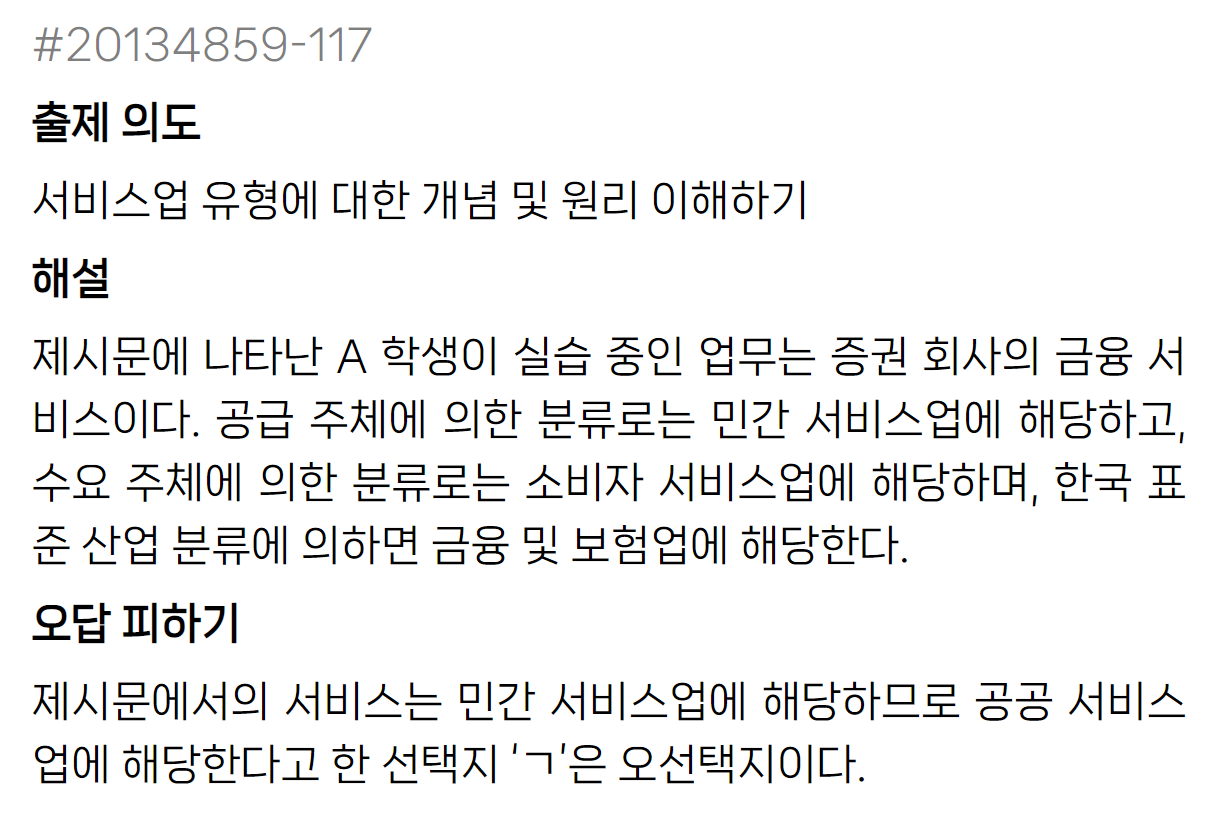 #20134859-117
출제 의도
서비스업 유형에 대한 개념 및 원리 이해하기
해설
제시문에 나타난 A 학생이 실습 중인 업무는 증권 회사의 금융 서
비스이다. 공급 주체에 의한 분류로는 민간 서비스업에 해당하고,
수요 주체에 의한 분류로는 소비자 서비스업에 해당하며, 한국 표
준 산업 분류에 의하면 금융 및 보험업에 해당한다.
오답 피하기
제시문에서의 서비스는 민간 서비스업에 해당하므로 공공 서비스
업에 해당한다고 한 선택지 ‘ㄱ’은 오선택지이다.